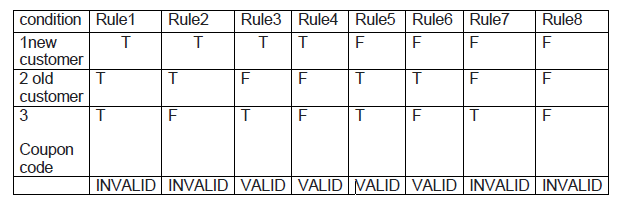 condition Rule1 Rule2 Rule3 Rule4 Rule5 Rule6 Rule7 Rule8
1new customer T T T T F F F F
2 old customer T T F F T T F F
3 Coupon code T F T F T F T F
INVALID INVALID VALID VALID VALID VALID INVALID INVALID